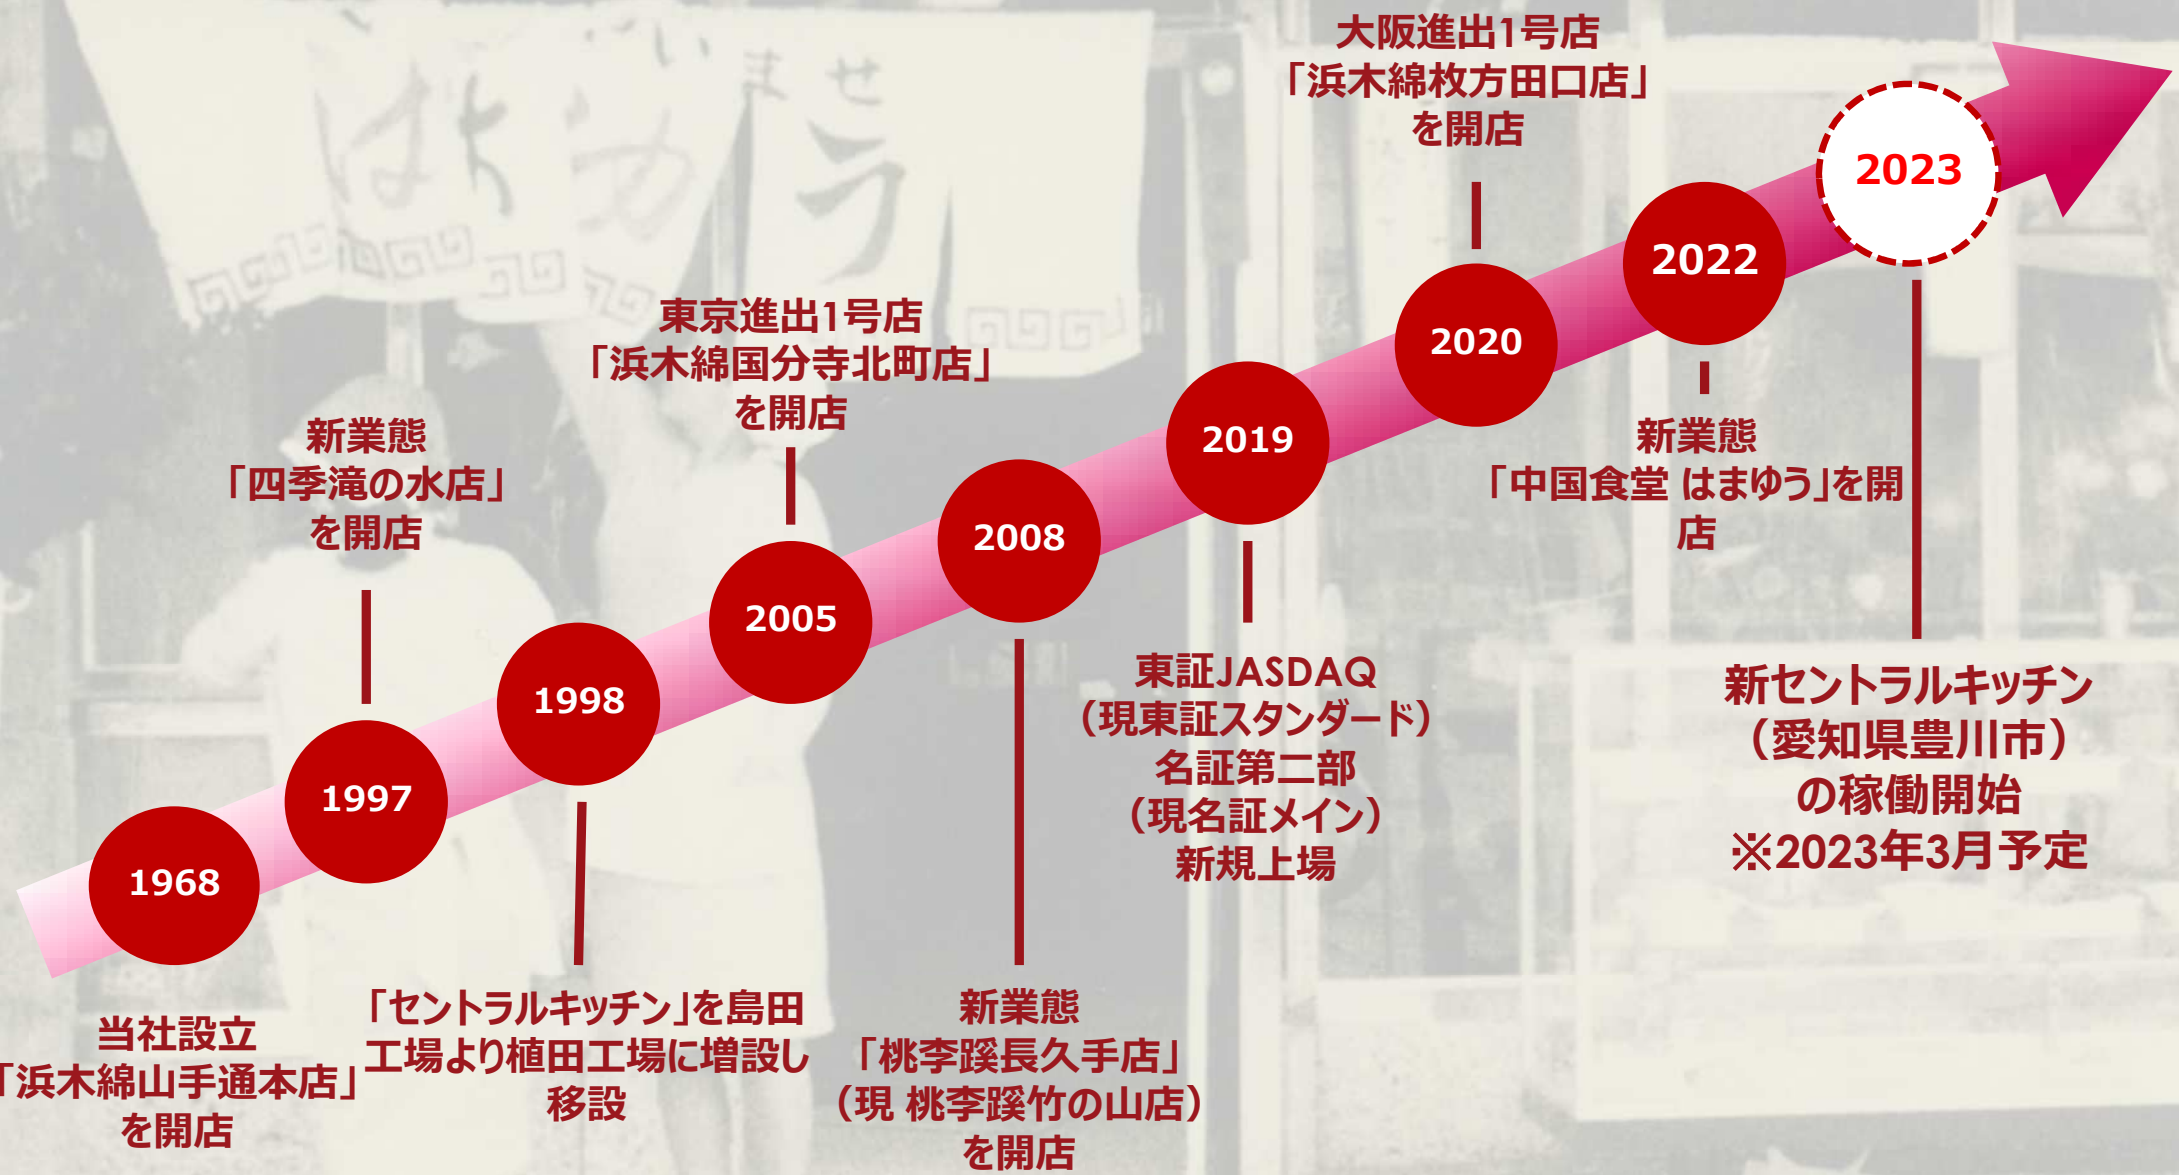 いませ
はまゆう
1968
当社設立
「浜木綿山手通本店」
を開店
1997
新業態
「四季滝の水店」
を開店
1998
「セントラルキッチン」を島田
工場より植田工場に増設し
移設
2005
東京進出1号店
「浜木綿国分寺北町店」
を開店
2008
新業態
「桃李蹊長久手店」
（現 桃李蹊竹の山店）
を開店
2019
東証JASDAQ
（現東証スタンダード）
名証第二部
（現名証メイン）
新規上場
2020
大阪進出1号店
「浜木綿枚方田口店」
を開店
2022
新業態
「中国食堂 はまゆう」を開
店
2023
新セントラルキッチン
（愛知県豊川市）
の稼働開始
※2023年3月予定